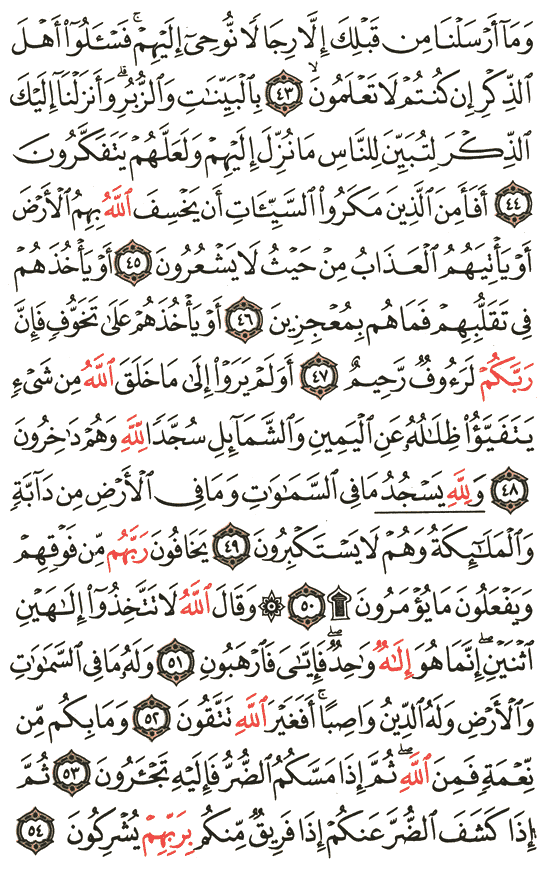 وَمَآ أَرْسَلْنَا مِن قَبْلِكَ إِلَّا رِجَالًا نُّوحِىٓ إِلَيْهِمْ ۚ فَسْـَٔلُوٓا۟ أَهْلَ
ٱلذِّكْرِ إِن كُنتُمْ لَا تَعْلَمُونَ ﴿٤٣﴾ بِٱلْبَيِّنَـٰتِ وَٱلزُّبُرِ ۗ وَأَنزَلْنَآ إِلَيْكَ
ٱلذِّكْرَ لِتُبَيِّنَ لِلنَّاسِ مَا نُزِّلَ إِلَيْهِمْ وَلَعَلَّهُمْ يَتَفَكَّرُونَ
﴿٤٤﴾ أَفَأَمِنَ ٱلَّذِينَ مَكَرُوا۟ ٱلسَّيِّـَٔاتِ أَن يَخْسِفَ ٱللَّهُ بِهِمُ ٱلْأَرْضَ
أَوْ يَأْتِيَهُمُ ٱلْعَذَابُ مِنْ حَيْثُ لَا يَشْعُرُونَ ﴿٤٥﴾ أَوْ يَأْخُذَهُمْ
فِى تَقَلُّبِهِمْ فَمَا هُم بِمُعْجِزِينَ ﴿٤٦﴾ أَوْ يَأْخُذَهُمْ عَلَىٰ تَخَوُّفٍ فَإِنَّ
رَبَّكُمْ لَرَءُوفٌ رَّحِيمٌ ﴿٤٧﴾ أَوَلَمْ يَرَوْا۟ إِلَىٰ مَا خَلَقَ ٱللَّهُ مِن شَىْءٍ
يَتَفَيَّؤُا۟ ظِلَـٰلُهُۥ عَنِ ٱلْيَمِينِ وَٱلشَّمَآئِلِ سُجَّدًا لِّلَّهِ وَهُمْ دَٰخِرُونَ
﴿٤٨﴾ وَلِلَّهِ يَسْجُدُ مَا فِى ٱلسَّمَـٰوَٰتِ وَمَا فِى ٱلْأَرْضِ مِن دَآبَّةٍ
وَٱلْمَلَـٰٓئِكَةُ وَهُمْ لَا يَسْتَكْبِرُونَ ﴿٤٩﴾ يَخَافُونَ رَبَّهُم مِّن فَوْقِهِمْ
وَيَفْعَلُونَ مَا يُؤْمَرُونَ ۩ ﴿٥٠﴾ ۞ وَقَالَ ٱللَّهُ لَا تَتَّخِذُوٓا۟ إِلَـٰهَيْنِ
ٱثْنَيْنِ ۖ إِنَّمَا هُوَ إِلَـٰهٌ وَٰحِدٌ ۖ فَإِيَّـٰىَ فَٱرْهَبُونِ ﴿٥١﴾ وَلَهُۥ مَا فِى ٱلسَّمَـٰوَٰتِ
وَٱلْأَرْضِ وَلَهُ ٱلدِّينُ وَاصِبًا ۚ أَفَغَيْرَ ٱللَّهِ تَتَّقُونَ ﴿٥٢﴾ وَمَا بِكُم مِّن
نِّعْمَةٍ فَمِنَ ٱللَّهِ ۖ ثُمَّ إِذَا مَسَّكُمُ ٱلضُّرُّ فَإِلَيْهِ تَجْـَٔرُونَ ﴿٥٣﴾ ثُمَّ
إِذَا كَشَفَ ٱلضُّرَّ عَنكُمْ إِذَا فَرِيقٌ مِّنكُم بِرَبِّهِمْ يُشْرِكُونَ ﴿٥٤﴾